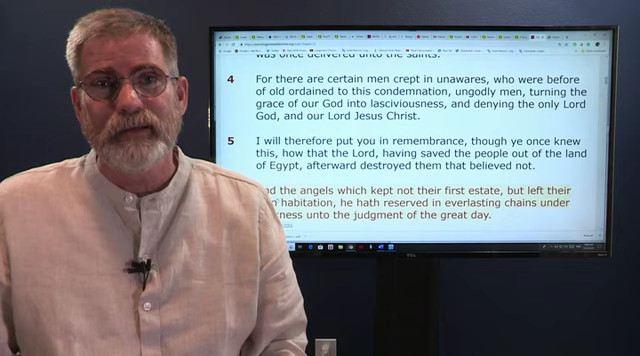 was once delivered unto the saints.
4 For there are certain men crept in unawares, who were before
of old ordained to this condemnation, ungodly men, turning the
grace of our God into lasciviousness, and denying the only Lord
God, and our Lord Jesus Christ.
5 I will therefore put you in remembrance, though ye once knew
this, how that the Lord, having saved the people out of the land
of Egypt, afterward destroyed them that believed not.
nd the angels which kept not their first estate, but left their
n habitation, he hath reserved in everlasting chains under
kness unto the judgment of the great day.
TCL